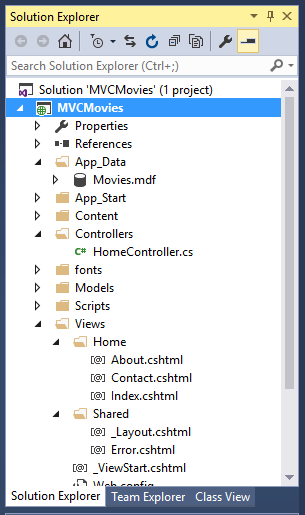 Solution Explorer
Search Solution Explorer (Ctrl+;)
Solution 'MVCMovies' (1 project)
MVCMovies
Properties
References
App_Data
Movies.mdf
App_Start
Content
Controllers
C# HomeController.cs
fonts
Models
Scripts
Views
Home
[@] About.cshtml
[@] Contact.cshtml
[@] Index.cshtml
Shared
[@] _Layout.cshtml
[@] Error.cshtml
[@] _ViewStart.cshtml
Web.config
Solution Explorer Team Explorer Class View